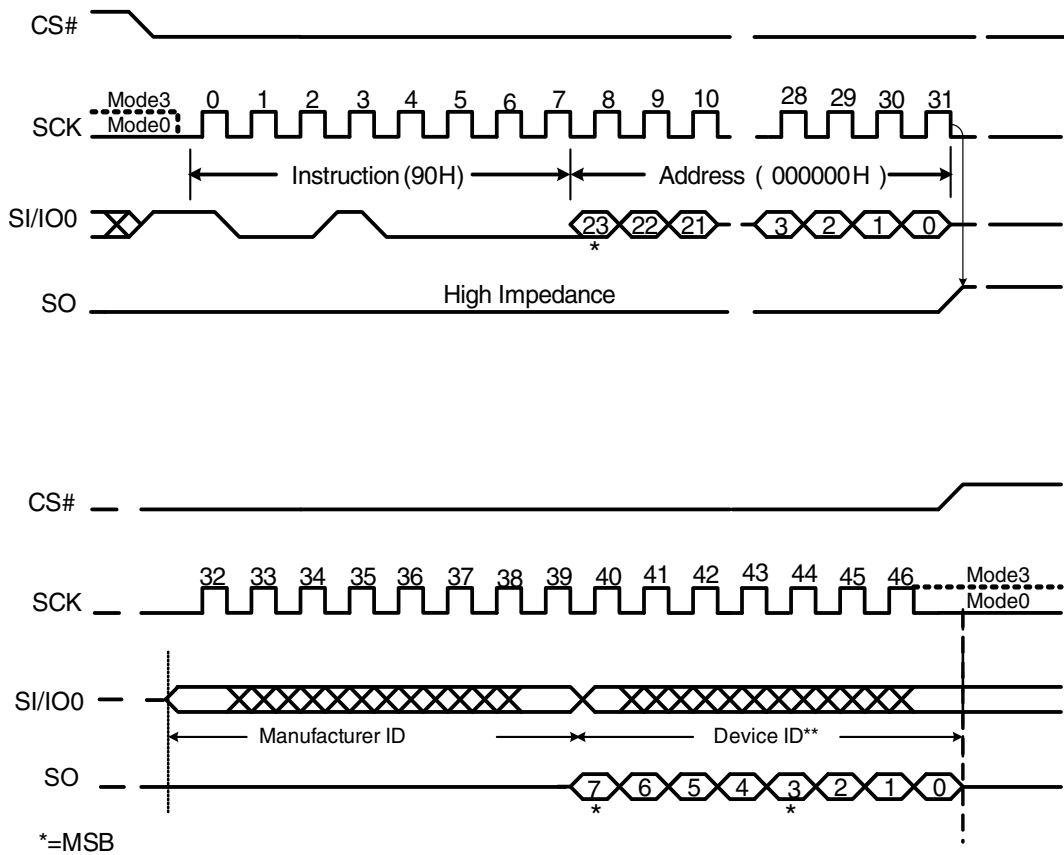 CS#
Mode3
SCK
Mode0
0 1 2 3 4 5 6 7 8 9 10 28 29 30 31
Instruction (90H)
Address ( 000000H )
SI/IO0
23 22 21 3 2 1 0
*
High Impedance
SO
CS#
32 33 34 35 36 37 38 39 40 41 42 43 44 45 46
Mode3
SCK
Mode0
SI/IO0
Manufacturer ID
Device ID**
SO
7 6 5 4 3 2 1 0
* *
*=MSB